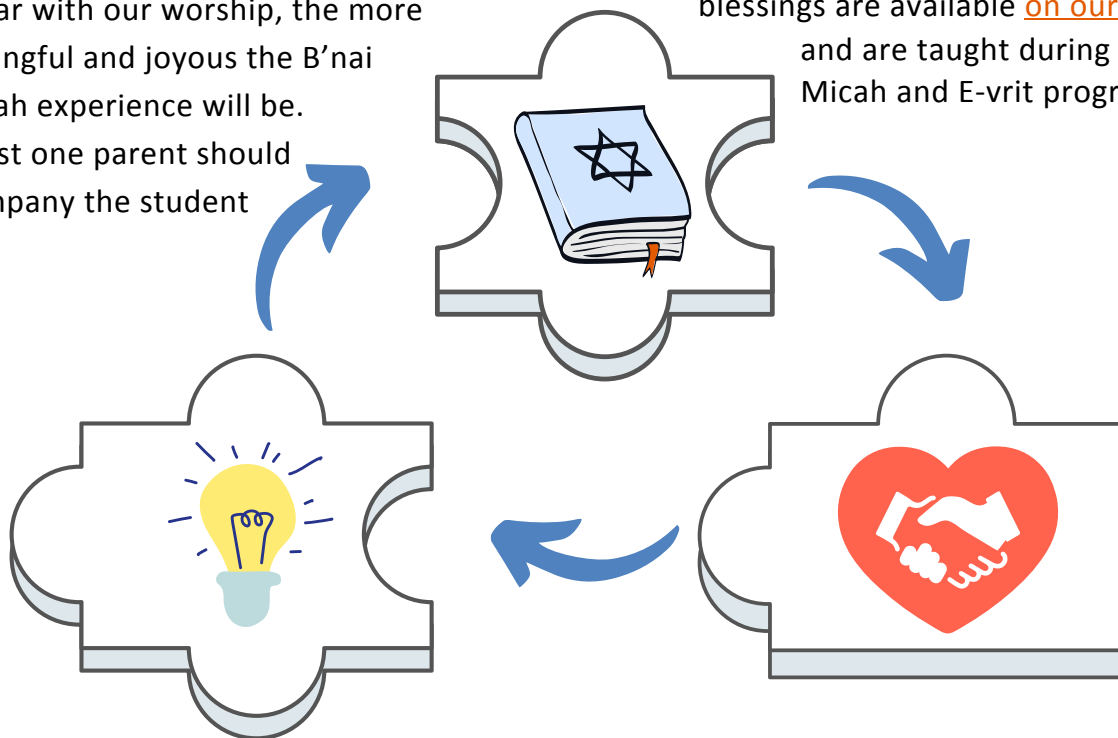 ar with our worship, the more
ngful and joyous the B’nai
ah experience will be.
st one parent should
mpany the student
blessings are available on our
and are taught during
Micah and E-vrit progr